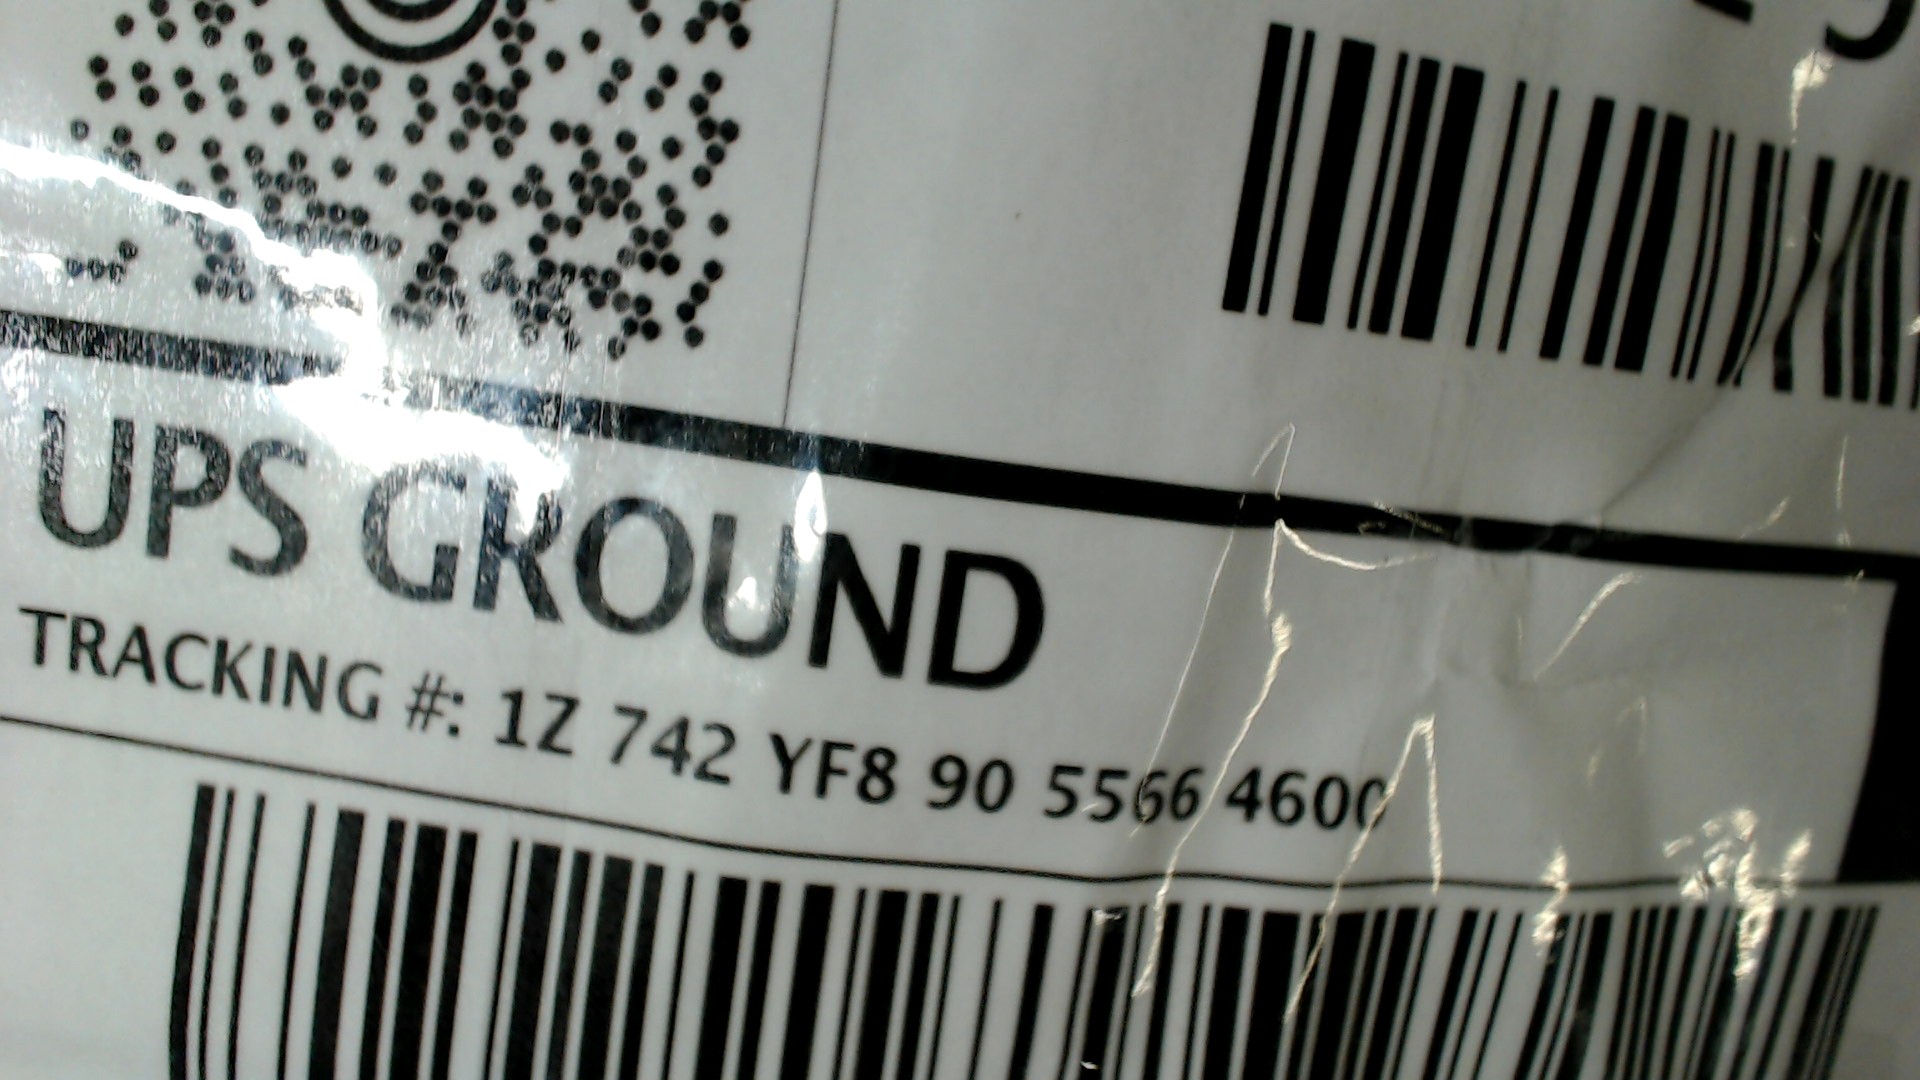 UPS GROUND
TRACKING #: 1Z 742 YF8 90 5566 4600